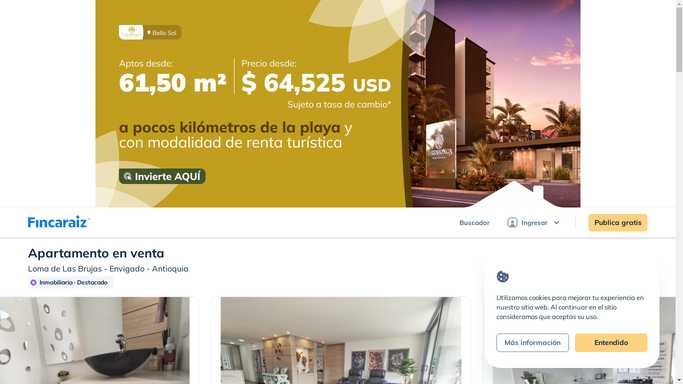 Bello Sol
Aptos desde:
61,50 m²
Precio desde:
$ 64,525 USD
Sujeto a tasa de cambio*
a pocos kilómetros de la playa y
con modalidad de renta turística
Invierte AQUÍ
Fincaraiz
Buscador
Ingresar
Publica gratis
Apartamento en venta
Loma de Las Brujas - Envigado - Antioquia
Inmobiliaria · Destacado
Utilizamos cookies para mejorar tu experiencia en
nuestro sitio web. Al continuar en el sitio
consideramos que aceptas su uso.
Más información
Entendido